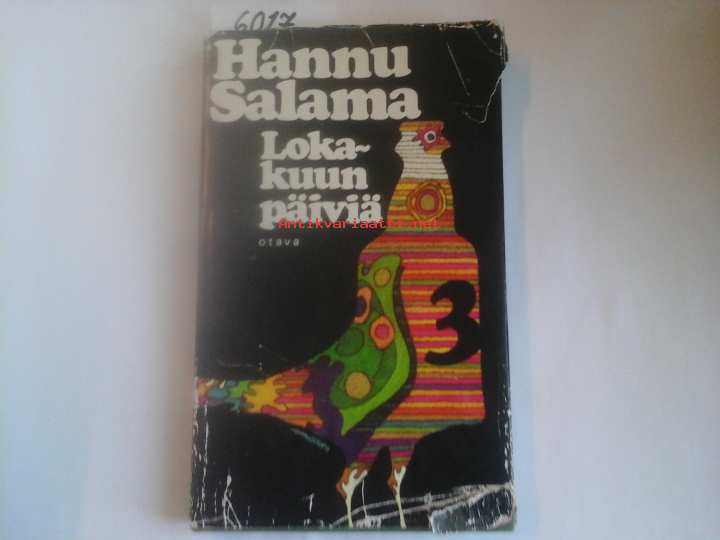 6017
Hannu
Salama
Loka-
kuun
päiviä
Antikvariaatti.net
otava
3